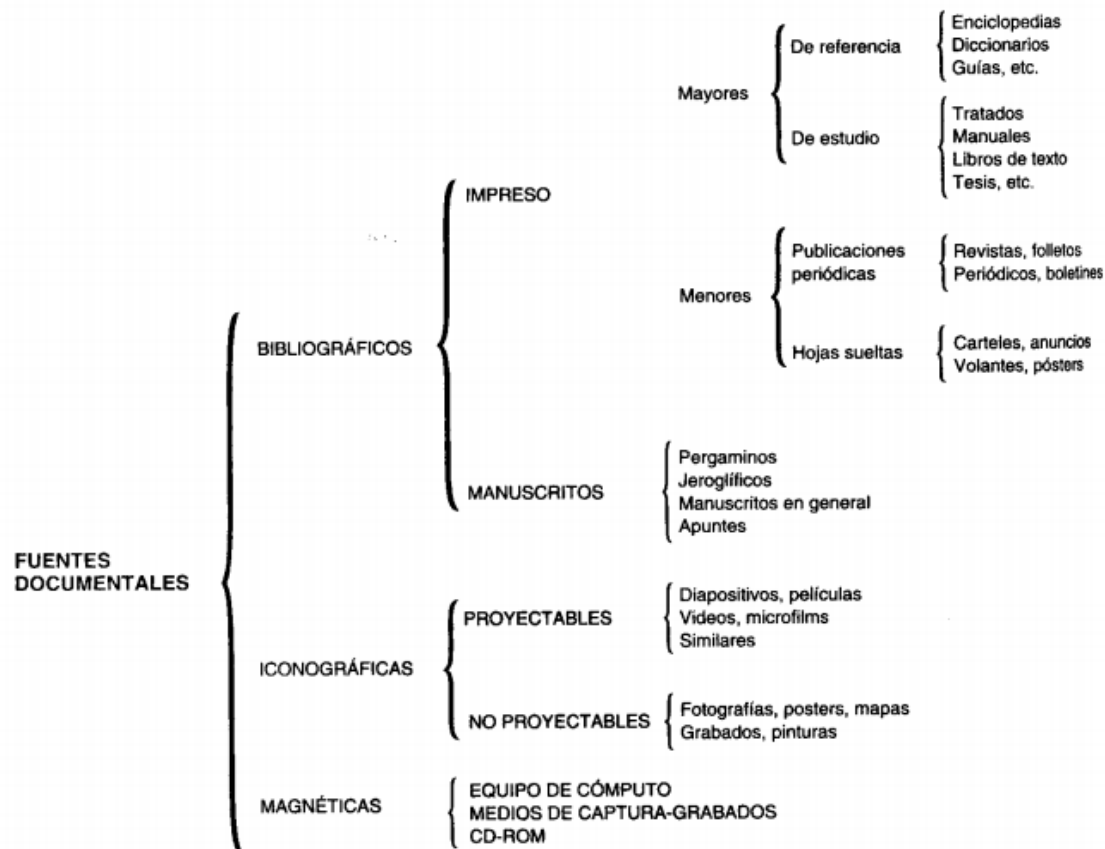 Enciclopedias
De referencia
Diccionarios
Guías, etc.
Mayores
Tratados
De estudio
Manuales
Libros de texto
Tesis, etc.
IMPRESO
Publicaciones
periódicas
Revistas, folletos
Periódicos, boletines
Menores
Hojas sueltas
Carteles, anuncios
Volantes, pósters
BIBLIOGRÁFICOS
MANUSCRITOS
Pergaminos
Jeroglíficos
Manuscritos en general
Apuntes
FUENTES
DOCUMENTALES
PROYECTABLES
Diapositivos, películas
Videos, microfilms
Similares
ICONOGRÁFICAS
NO PROYECTABLES
Fotografías, posters, mapas
Grabados, pinturas
MAGNÉTICAS
EQUIPO DE CÓMPUTO
MEDIOS DE CAPTURA-GRABADOS
CD-ROM